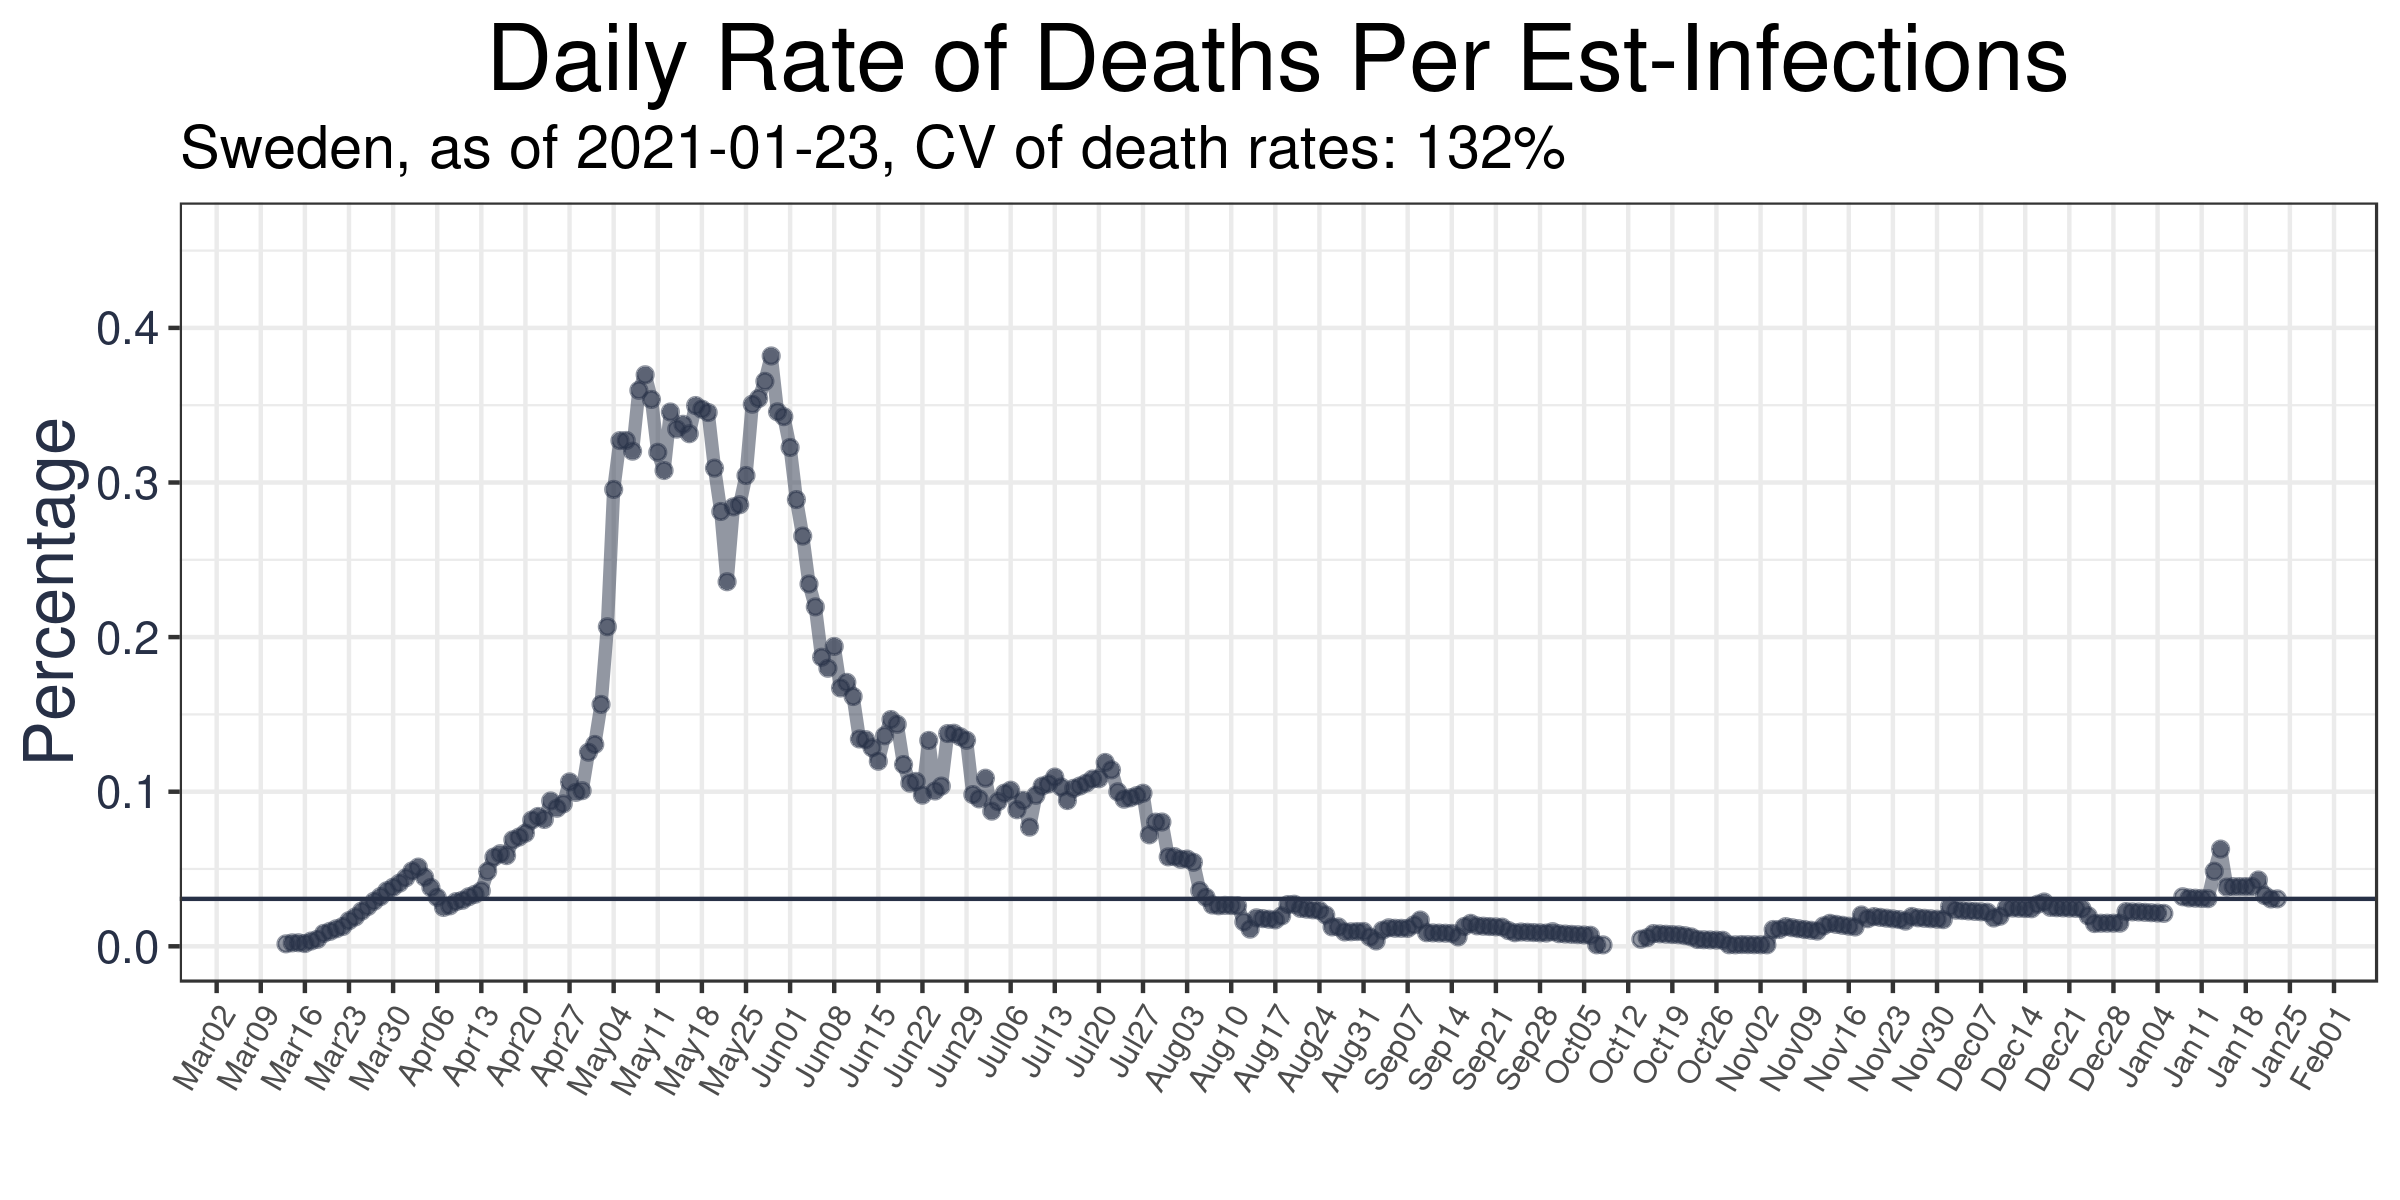 Daily Rate of Deaths Per Est-Infections
Sweden, as of 2021-01-23, CV of death rates: 132%
Percentage
0.4
0.3
0.2
0.1
0.0
Mar02
Mar09
Mar16
Mar23
Mar30
Apr06
Apr13
Apr20
Apr27
May04
May11
May18
May25
Jun01
Jun08
Jun15
Jun22
Jun29
Jul06
Jul13
Jul20
Jul27
Aug03
Aug10
Aug17
Aug24
Aug31
Sep07
Sep14
Sep21
Sep28
Oct05
Oct12
Oct19
Oct26
Nov02
Nov09
Nov16
Nov23
Nov30
Dec07
Dec14
Dec21
Dec28
Jan04
Jan11
Jan18
Jan25
Feb01